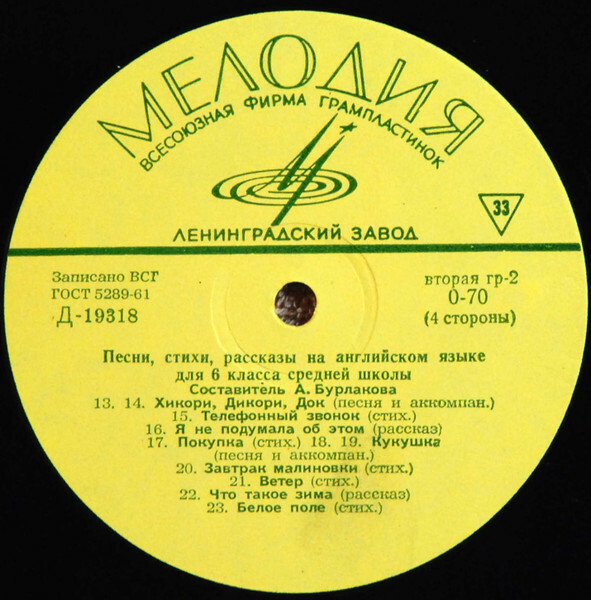 МЕЛОДИЯ
ВСЕСОЮЗНАЯ ФИРМА ГРАМПЛАСТИНОК
ЛЕНИНГРАДСКИЙ ЗАВОД
33
Записано ВСГ
ГОСТ 5289-61
Д-19318
вторая гр-2
0-70
(4 стороны)
Песни, стихи, рассказы на английском языке
для 6 класса средней школы
Составитель А. Бурлакова
13. 14. Хикори, Дикори, Док (песня и аккомпан.)
15. Телефонный звонок (стих.)
16. Я не подумала об этом (рассказ)
17. Покупка (стих.) 18. 19. Кукушка
(песня и аккомпан.)
20. Завтрак малиновки (стих.)
21. Ветер (стих.)
22. Что такое зима (рассказ)
23. Белое поле (стих.)